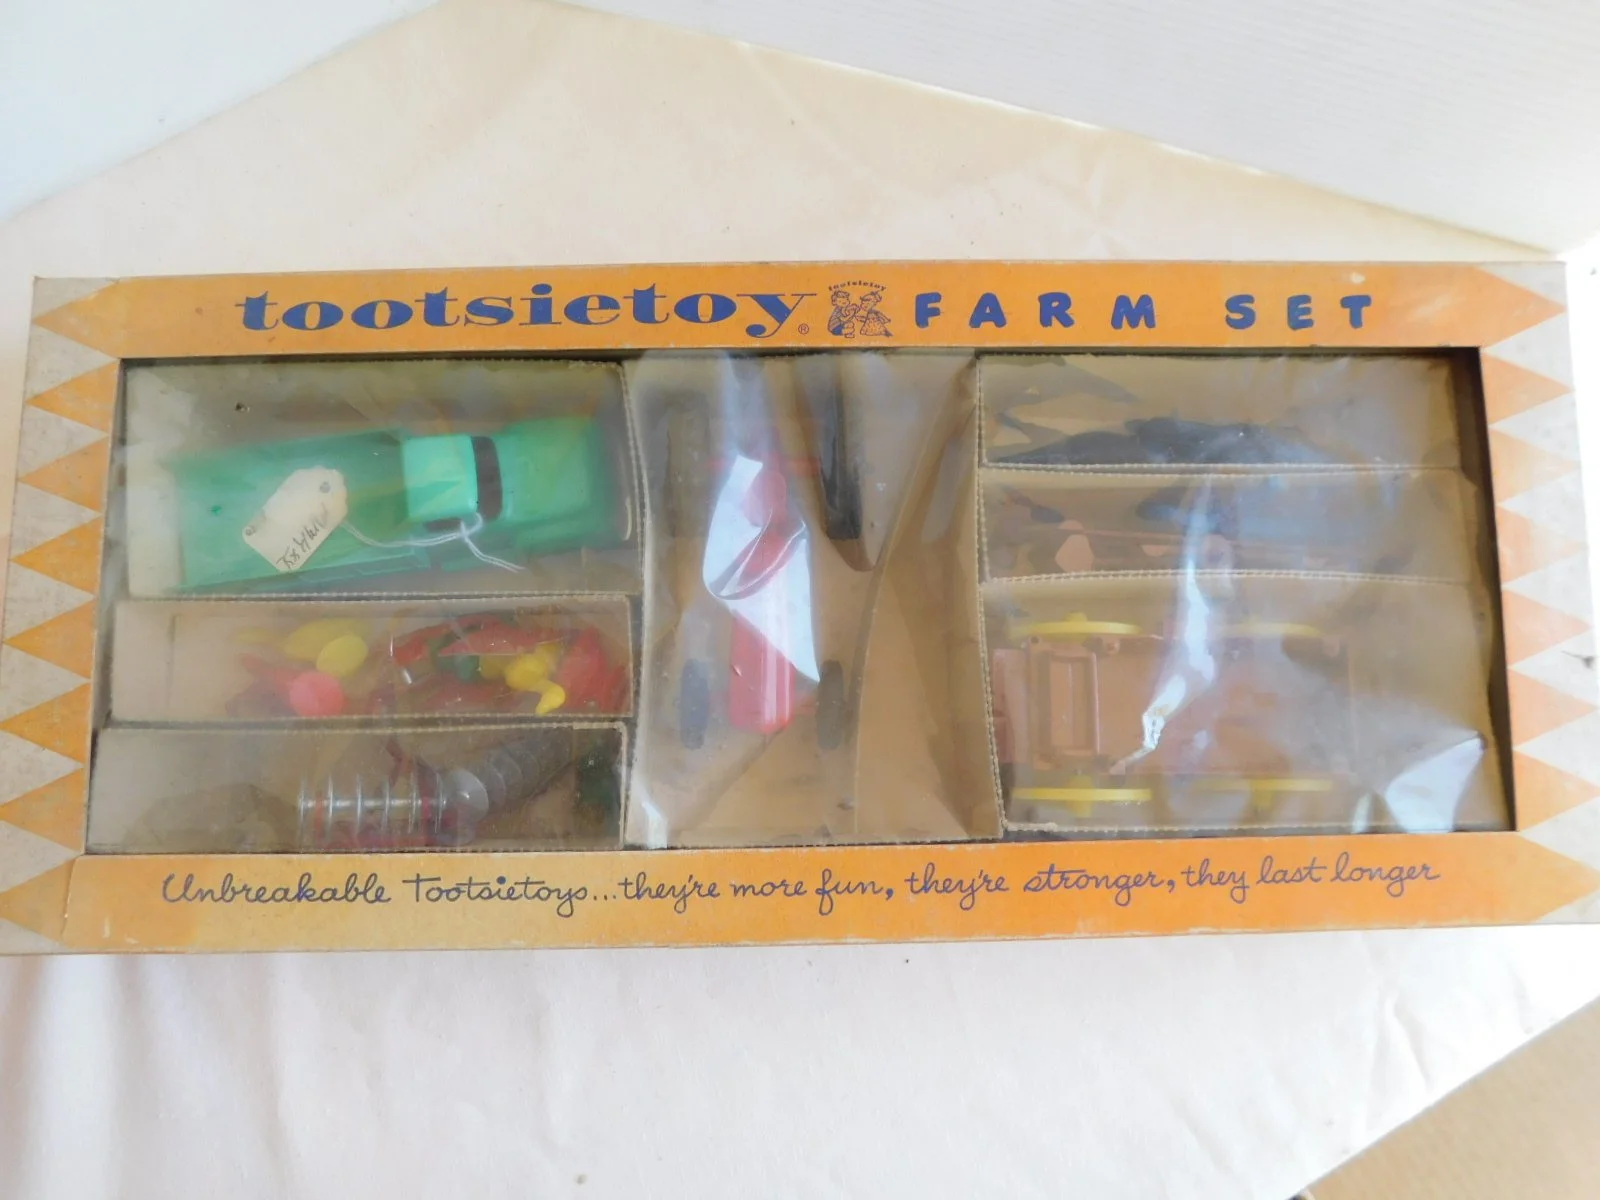 tootsietoy ® tootsietoy FARM SET
Unbreakable Tootsietoys...they're more fun, they're stronger, they last longer